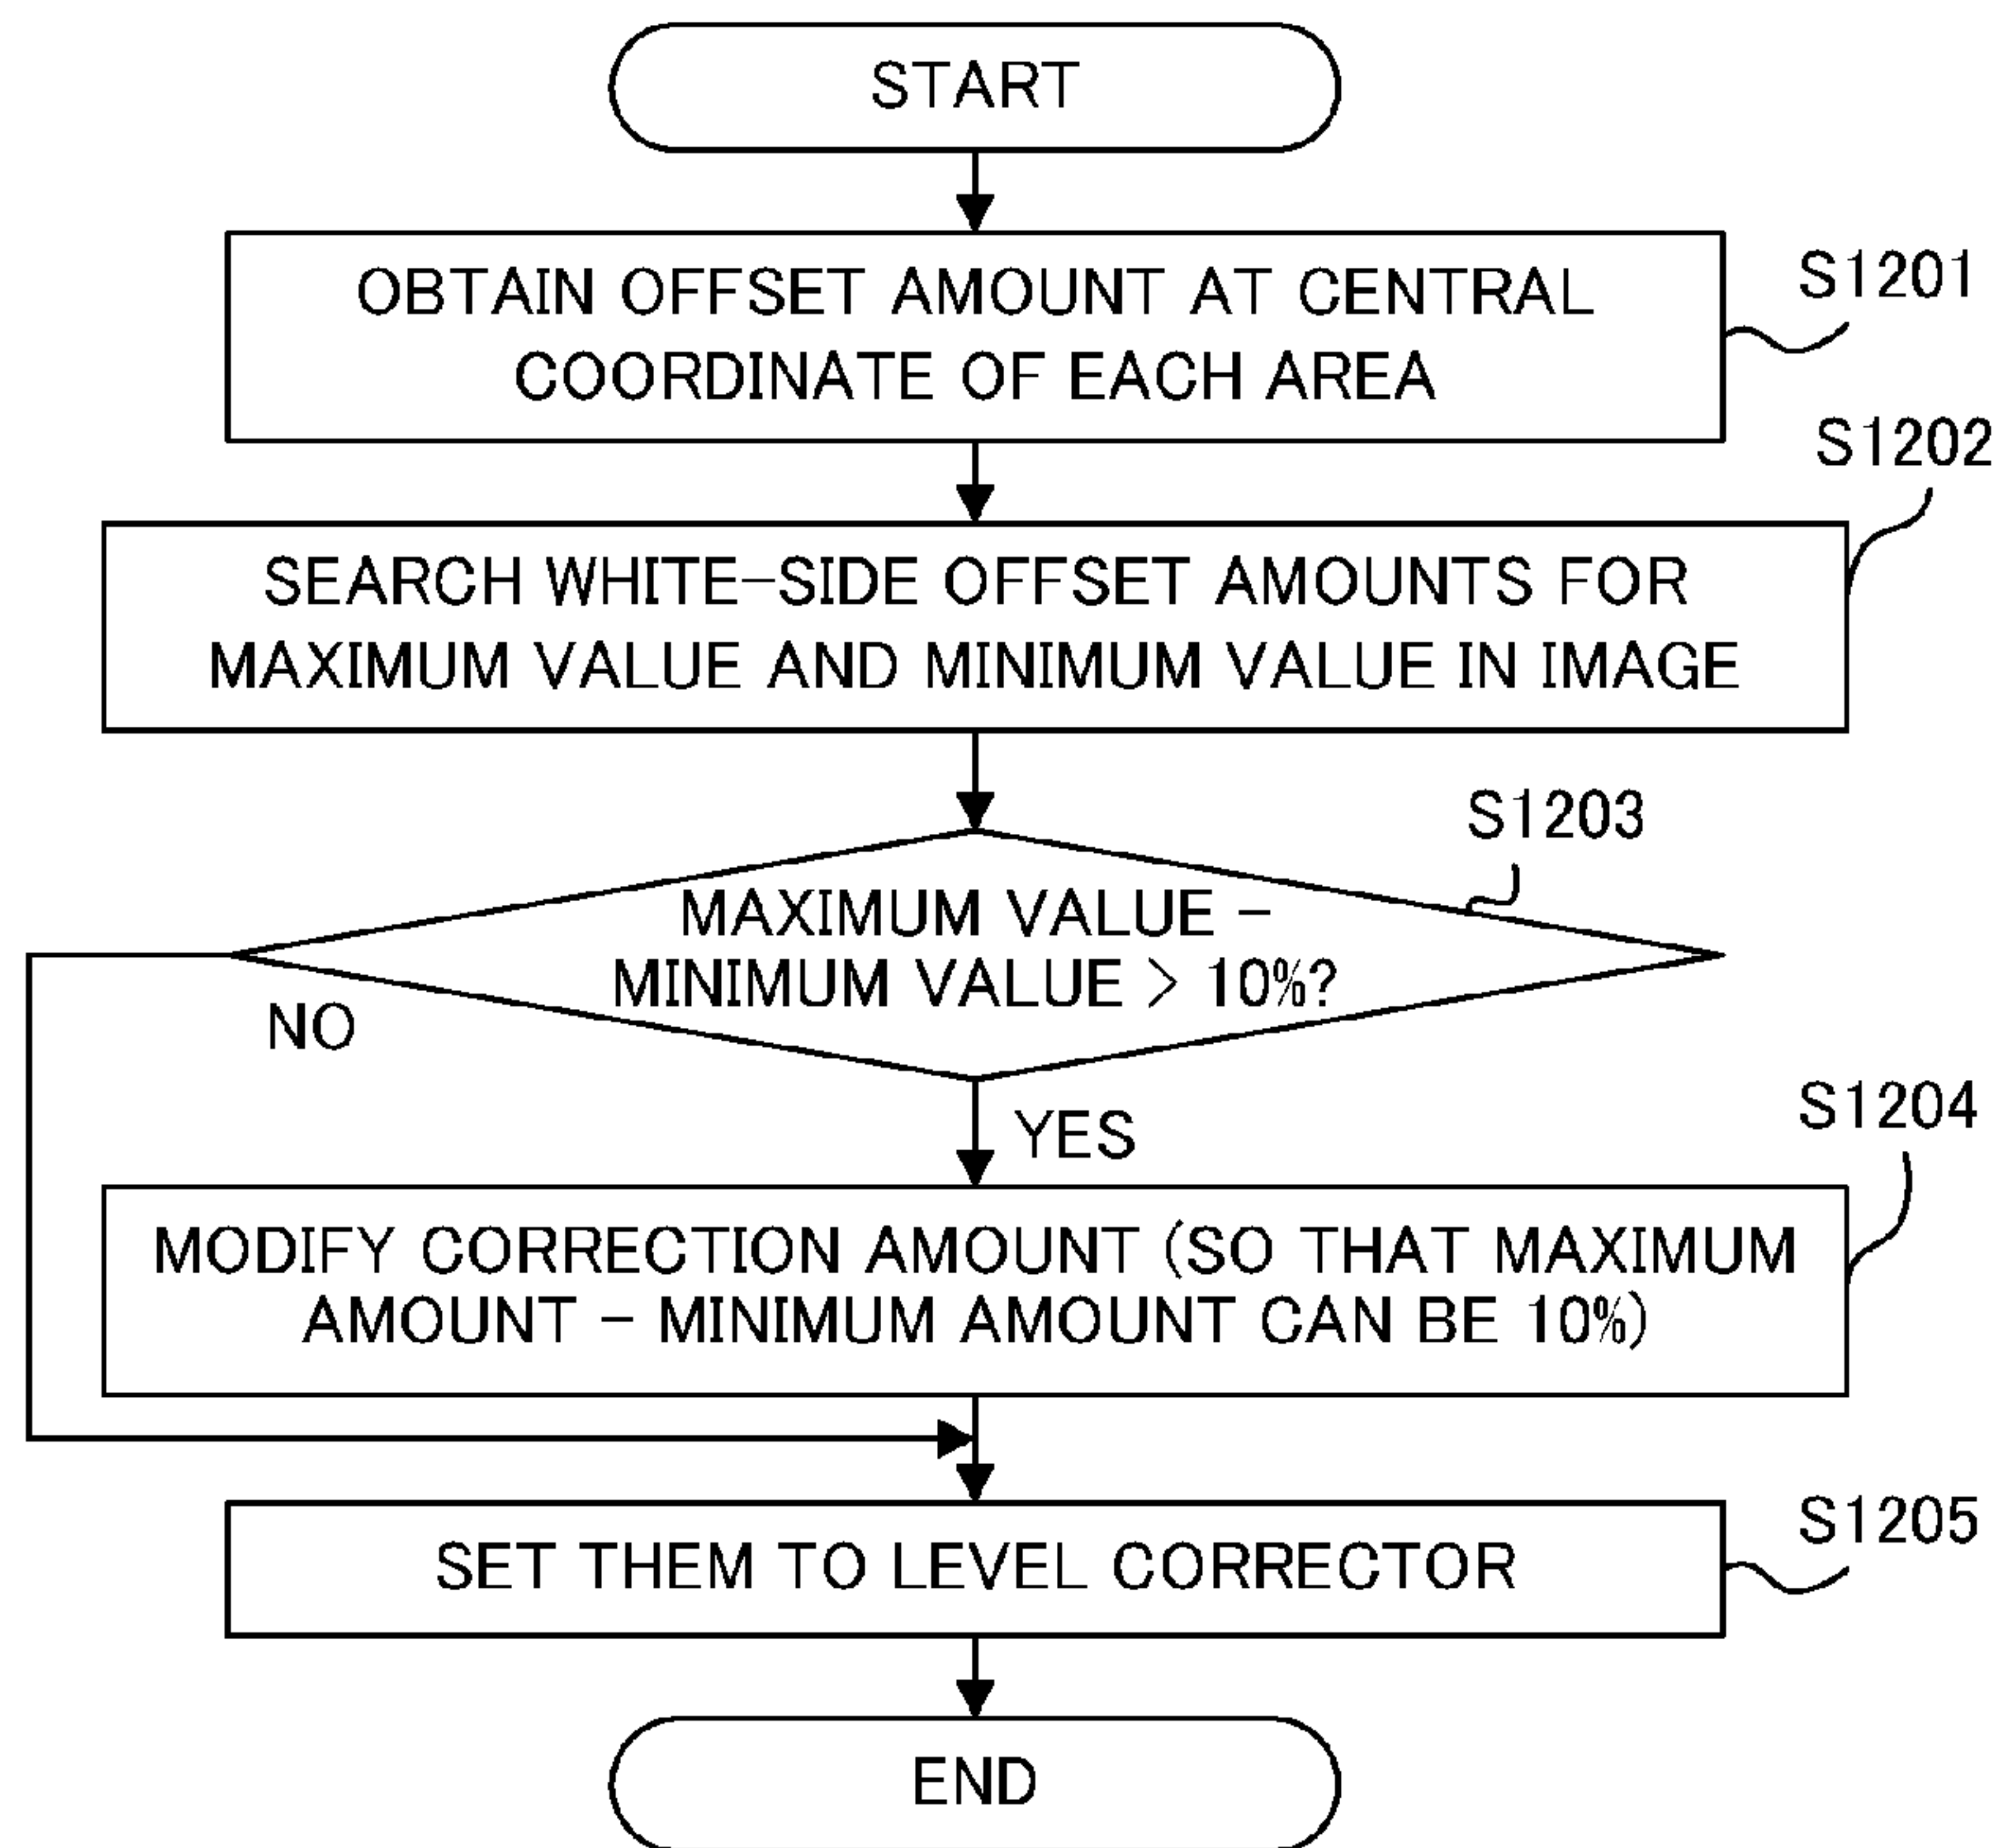 START
OBTAIN OFFSET AMOUNT AT CENTRAL
COORDINATE OF EACH AREA
S1201
S1202
SEARCH WHITE-SIDE OFFSET AMOUNTS FOR
MAXIMUM VALUE AND MINIMUM VALUE IN IMAGE
S1203
MAXIMUM VALUE -
MINIMUM VALUE > 10%?
NO
YES
S1204
MODIFY CORRECTION AMOUNT (SO THAT MAXIMUM
AMOUNT - MINIMUM AMOUNT CAN BE 10%)
S1205
SET THEM TO LEVEL CORRECTOR
END